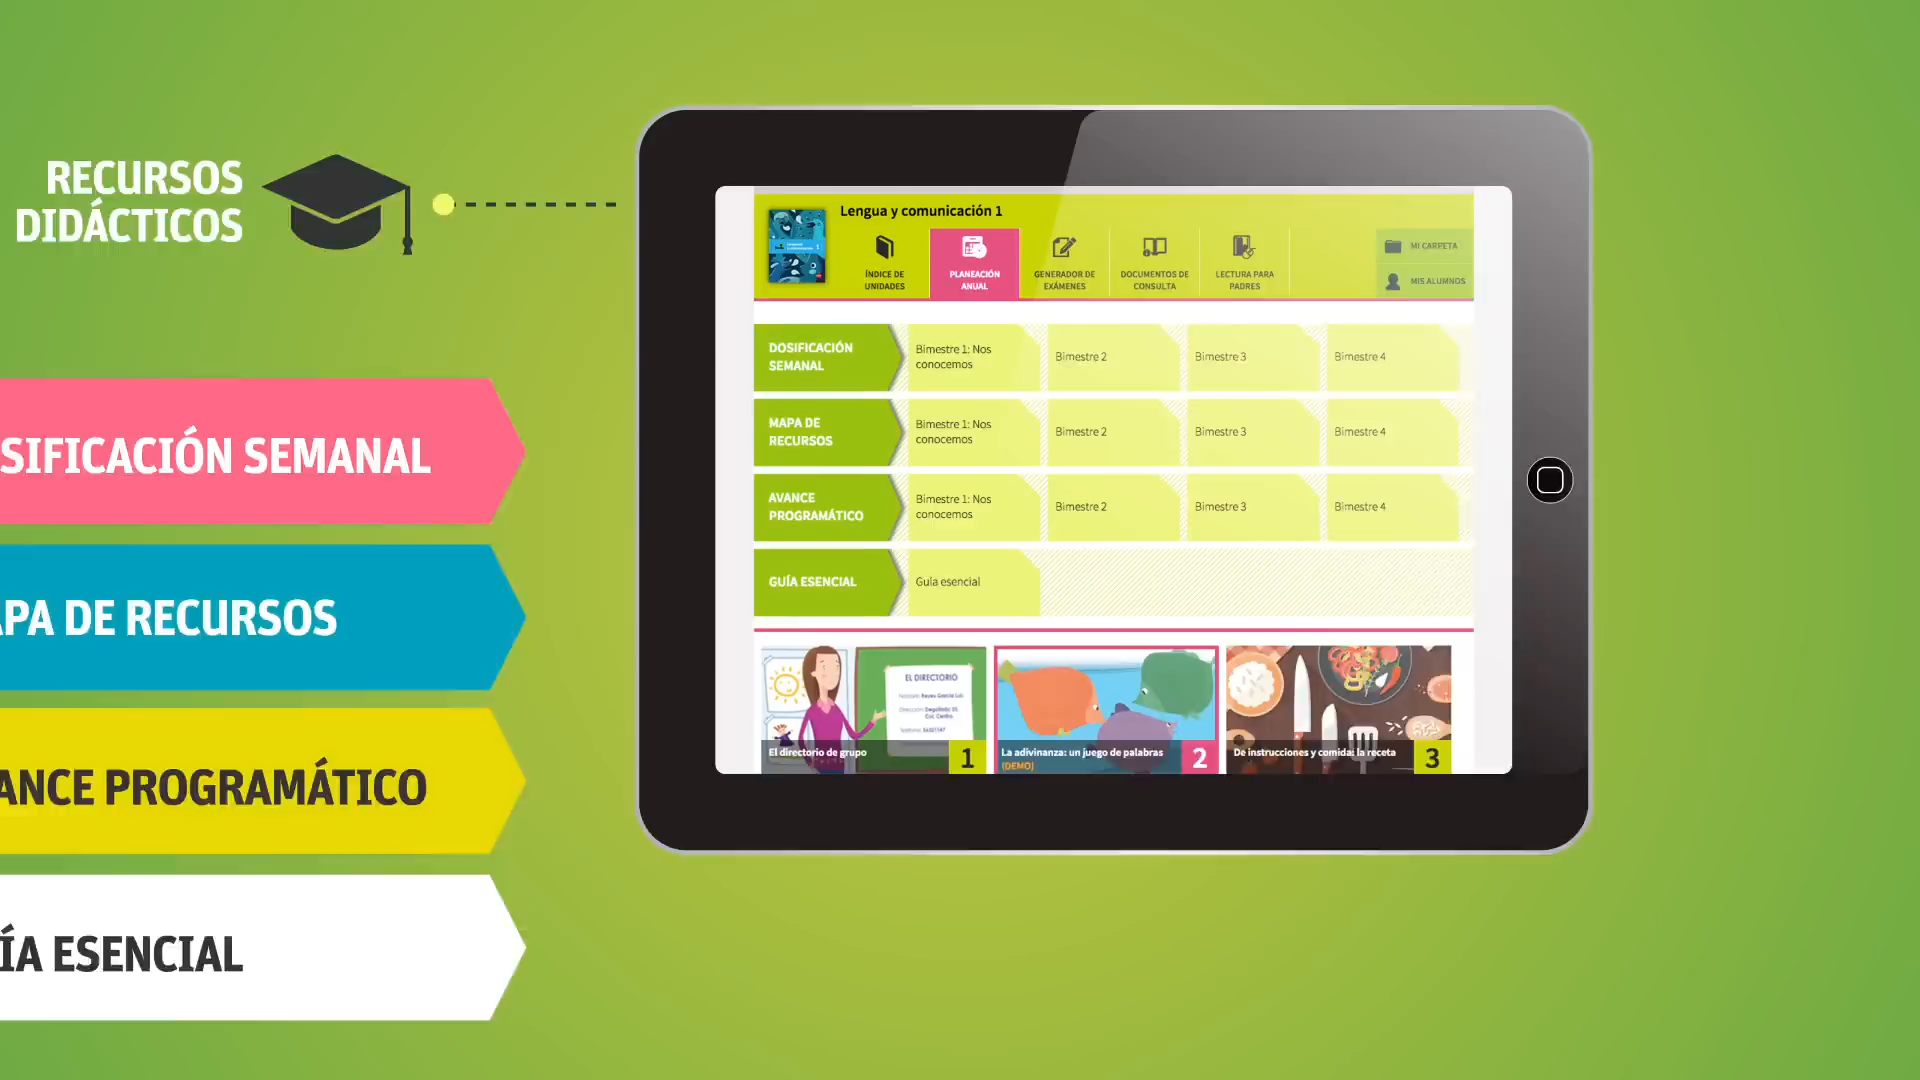 RECURSOS
DIDÁCTICOS
SIFICACIÓN SEMANAL
APA DE RECURSOS
ANCE PROGRAMÁTICO
ÍA ESENCIAL
Lengua y comunicación 1
ÍNDICE DE
UNIDADES
PLANEACIÓN
ANUAL
GENERADOR DE
EXÁMENES
DOCUMENTOS DE
CONSULTA
LECTURA PARA
PADRES
MI CARPETA
MIS ALUMNOS
DOSIFICACIÓN
SEMANAL
Bimestre 1: Nos
conocemos
Bimestre 2
Bimestre 3
Bimestre 4
MAPA DE
RECURSOS
Bimestre 1: Nos
conocemos
Bimestre 2
Bimestre 3
Bimestre 4
AVANCE
PROGRAMÁTICO
Bimestre 1: Nos
conocemos
Bimestre 2
Bimestre 3
Bimestre 4
GUÍA ESENCIAL
Guía esencial
EL DIRECTORIO
El directorio de grupo
1
La adivinanza: un juego de palabras
(DEMO)
2
De instrucciones y comida: la receta
3